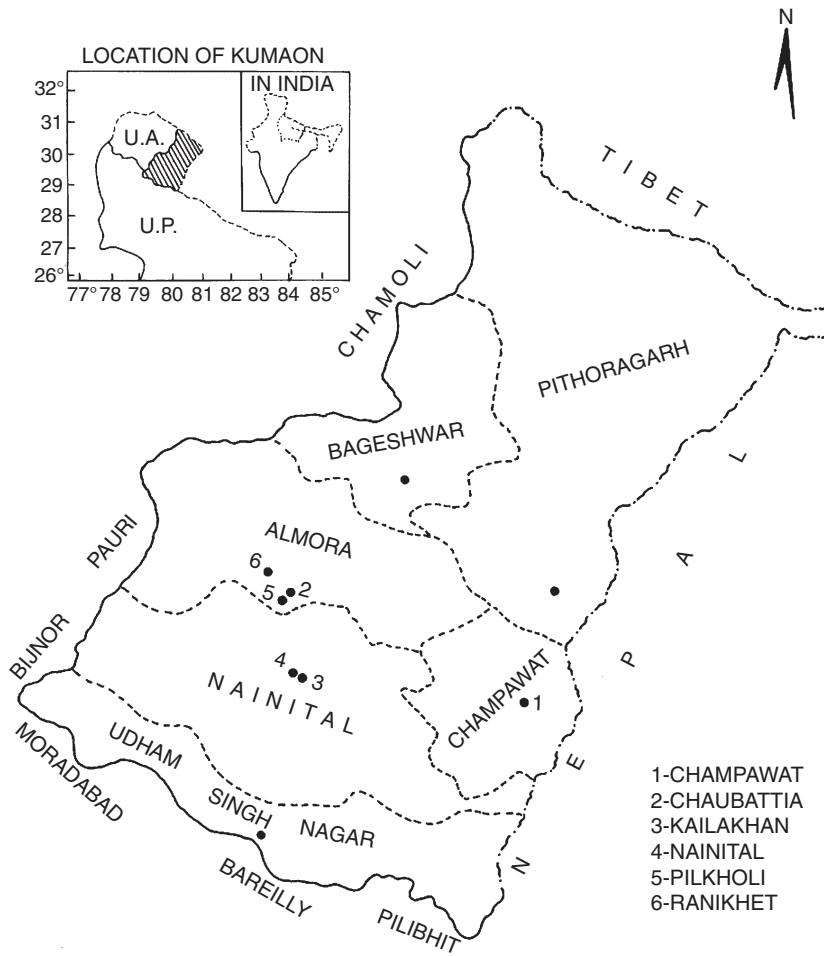 N
LOCATION OF KUMAON
IN INDIA
32°
31
30
29
28
27
26°
U.A.
U.P.
77° 78 79 80 81 82 83 84 85°
TIBET
CHAMOLI
PITHORAGARH
BAGESHWAR
PAURI
ALMORA
6
5
2
BIJNOR
4
3
NAINITAL
CHAMPAWAT
1
NEPAL
MORADABAD
UDHAM
SINGH
NAGAR
BAREILLY
PILIBHIT
1-CHAMPAWAT
2-CHAUBATTIA
3-KAILAKHAN
4-NAINITAL
5-PILKHOLI
6-RANIKHET